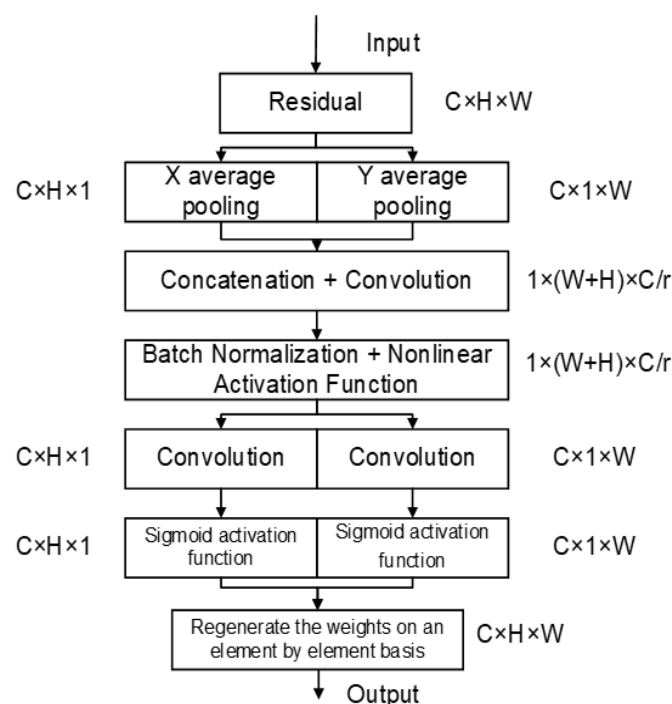 Input
Residual
C×H×W
C×H×1
X average
pooling
Y average
pooling
C×1×W
Concatenation + Convolution
1×(W+H)×C/r
Batch Normalization + Nonlinear
Activation Function
1×(W+H)×C/r
C×H×1
Convolution
Convolution
C×1×W
C×H×1
Sigmoid activation
function
Sigmoid activation
function
C×1×W
Regenerate the weights on an
element by element basis
C×H×W
Output